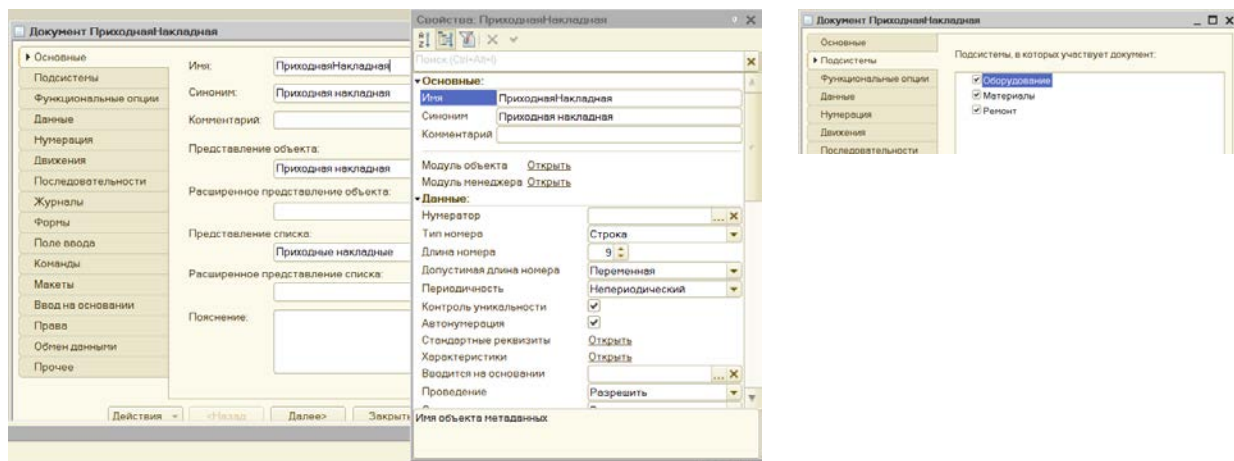 Документ ПриходнаяНакладная
Основные
Подсистемы
Функциональные опции
Данные
Нумерация
Движения
Последовательности
Журналы
Формы
Поле ввода
Команды
Макеты
Ввод на основании
Права
Обмен данными
Прочее
Имя: ПриходнаяНакладная
Синоним: Приходная накладная
Комментарий:
Представление объекта:
Приходная накладная
Расширенное представление объекта:
Представление списка:
Приходные накладные
Расширенное представление списка:
Пояснение:
Действия <Назад Далее> Закрыть
Свойства: ПриходнаяНакладная
Поиск (Ctrl+Alt+I)
Основные:
Имя ПриходнаяНакладная
Синоним Приходная накладная
Комментарий
Модуль объекта Открыть
Модуль менеджера Открыть
Данные:
Нумератор ...
Тип номера Строка
Длина номера 9
Допустимая длина номера Переменная
Периодичность Непериодический
Контроль уникальности
Автонумерация
Стандартные реквизиты Открыть
Характеристики Открыть
Вводится на основании ...
Проведение Разрешить
Имя объекта метаданных
Документ ПриходнаяНакладная
Основные
Подсистемы
Функциональные опции
Данные
Нумерация
Движения
Последовательности
Подсистемы, в которых участвует документ:
Оборудование
Материалы
Ремонт